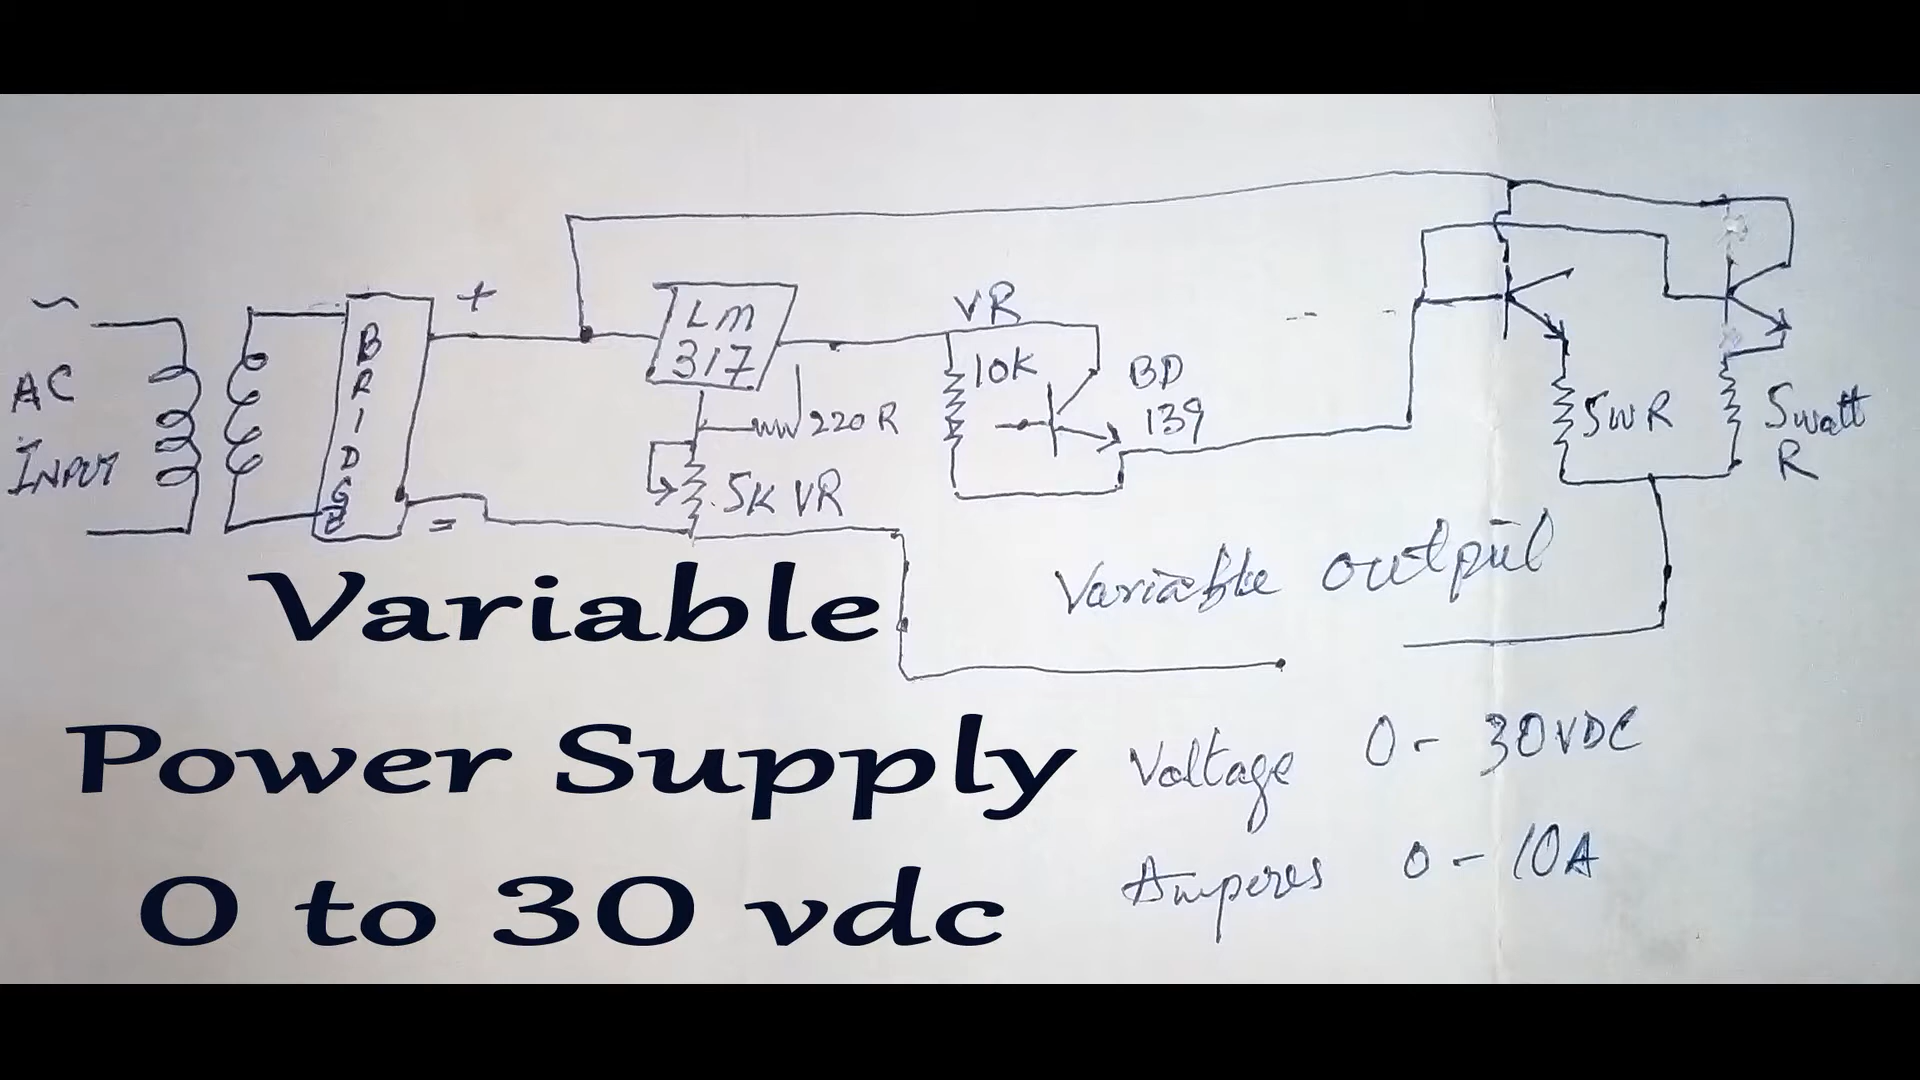 ~
AC
INPUT
BRIDGE
+
=
LM
317
220 R
5K VR
VR
10K
BD
139
5W R
5watt
R
Variable output
Voltage 0 - 30VDC
Amperes 0 - 10A
Variable
Power Supply
0 to 30 vdc